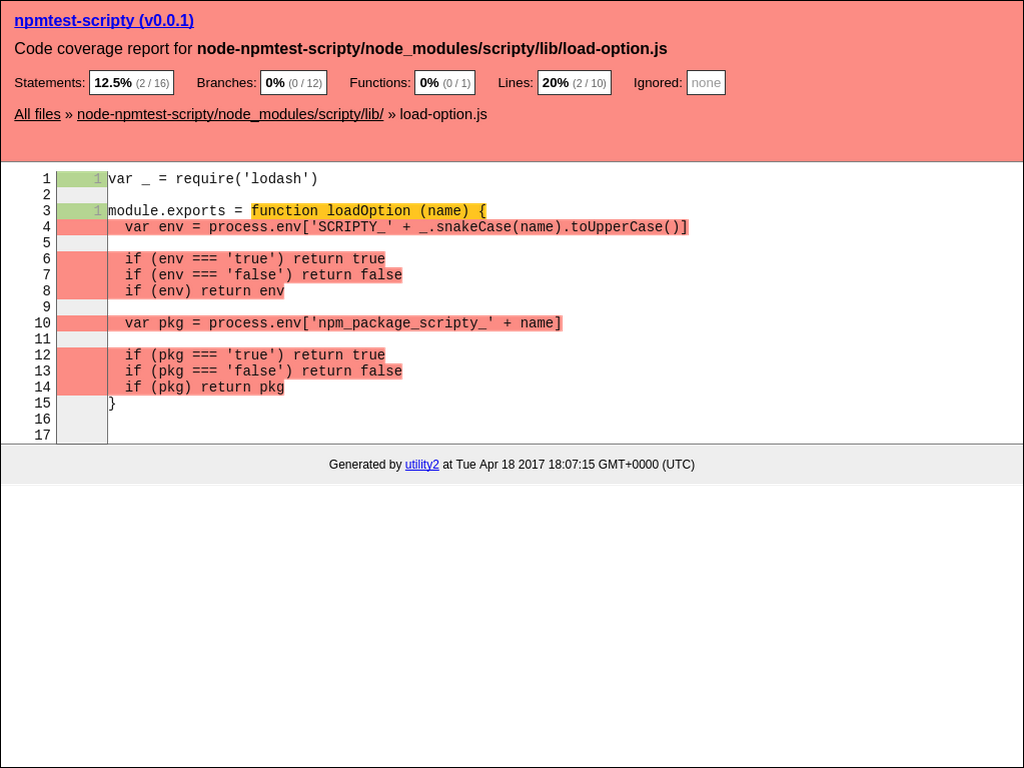 npmtest-scripty (v0.0.1)
Code coverage report for node-npmtest-scripty/node_modules/scripty/lib/load-option.js
Statements: 12.5% (2 / 16) Branches: 0% (0 / 12) Functions: 0% (0 / 1) Lines: 20% (2 / 10) Ignored: none
All files » node-npmtest-scripty/node_modules/scripty/lib/ » load-option.js
1 1 var _ = require('lodash')
2
3 1 module.exports = function loadOption (name) {
4   var env = process.env['SCRIPTY_' + _.snakeCase(name).toUpperCase()]
5
6   if (env === 'true') return true
7   if (env === 'false') return false
8   if (env) return env
9
10   var pkg = process.env['npm_package_scripty_' + name]
11
12   if (pkg === 'true') return true
13   if (pkg === 'false') return false
14   if (pkg) return pkg
15 }
16
17
Generated by utility2 at Tue Apr 18 2017 18:07:15 GMT+0000 (UTC)